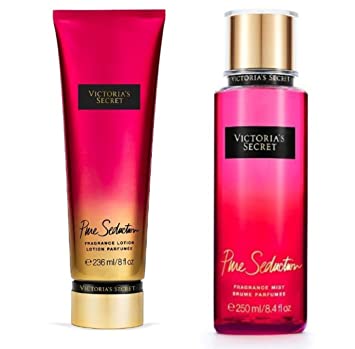 VICTORIA'S
SECRET
Pure Seduction
FRAGRANCE LOTION
LOTION PARFUMÉE
℮ 236 ml/8 fl oz
VICTORIA'S SECRET
VICTORIA'S
SECRET
Pure Seduction
FRAGRANCE MIST
BRUME PARFUMÉE
℮ 250 ml/8.4 fl oz